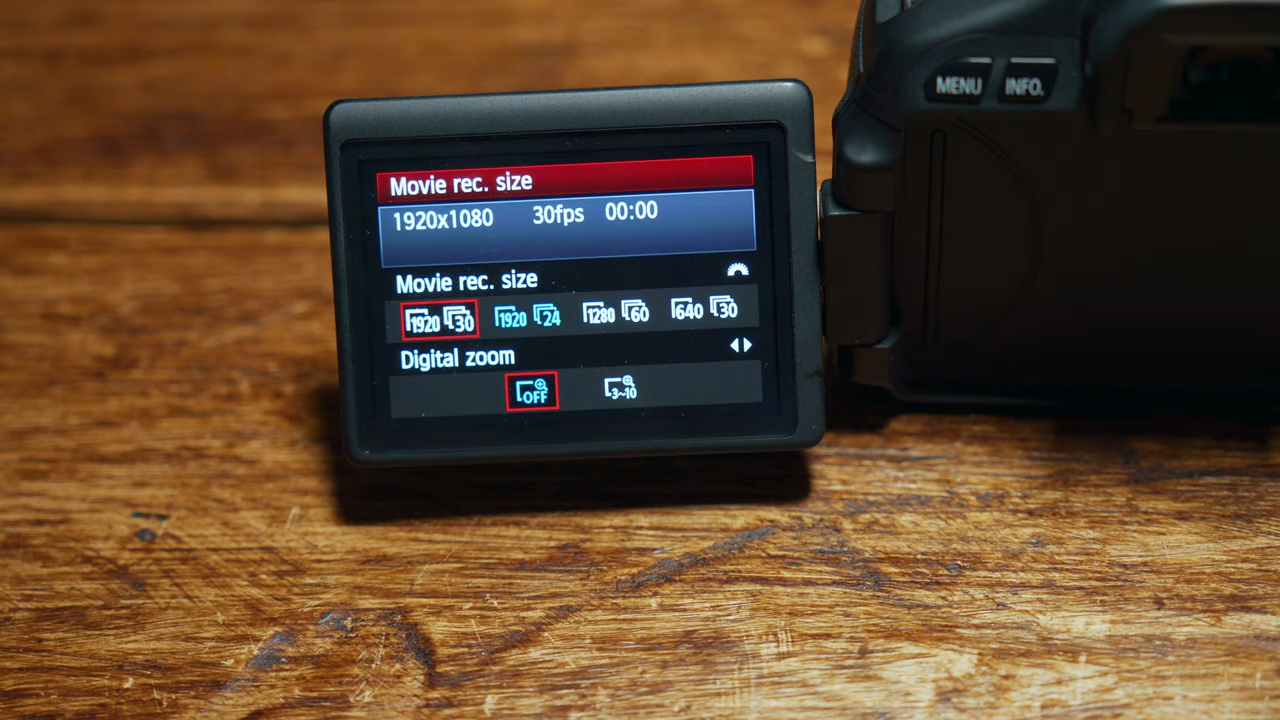 MENU INFO.
Movie rec. size
1920x1080 30fps 00:00
Movie rec. size
1920 30 1920 24 1280 60 640 30
Digital zoom
OFF 3~10